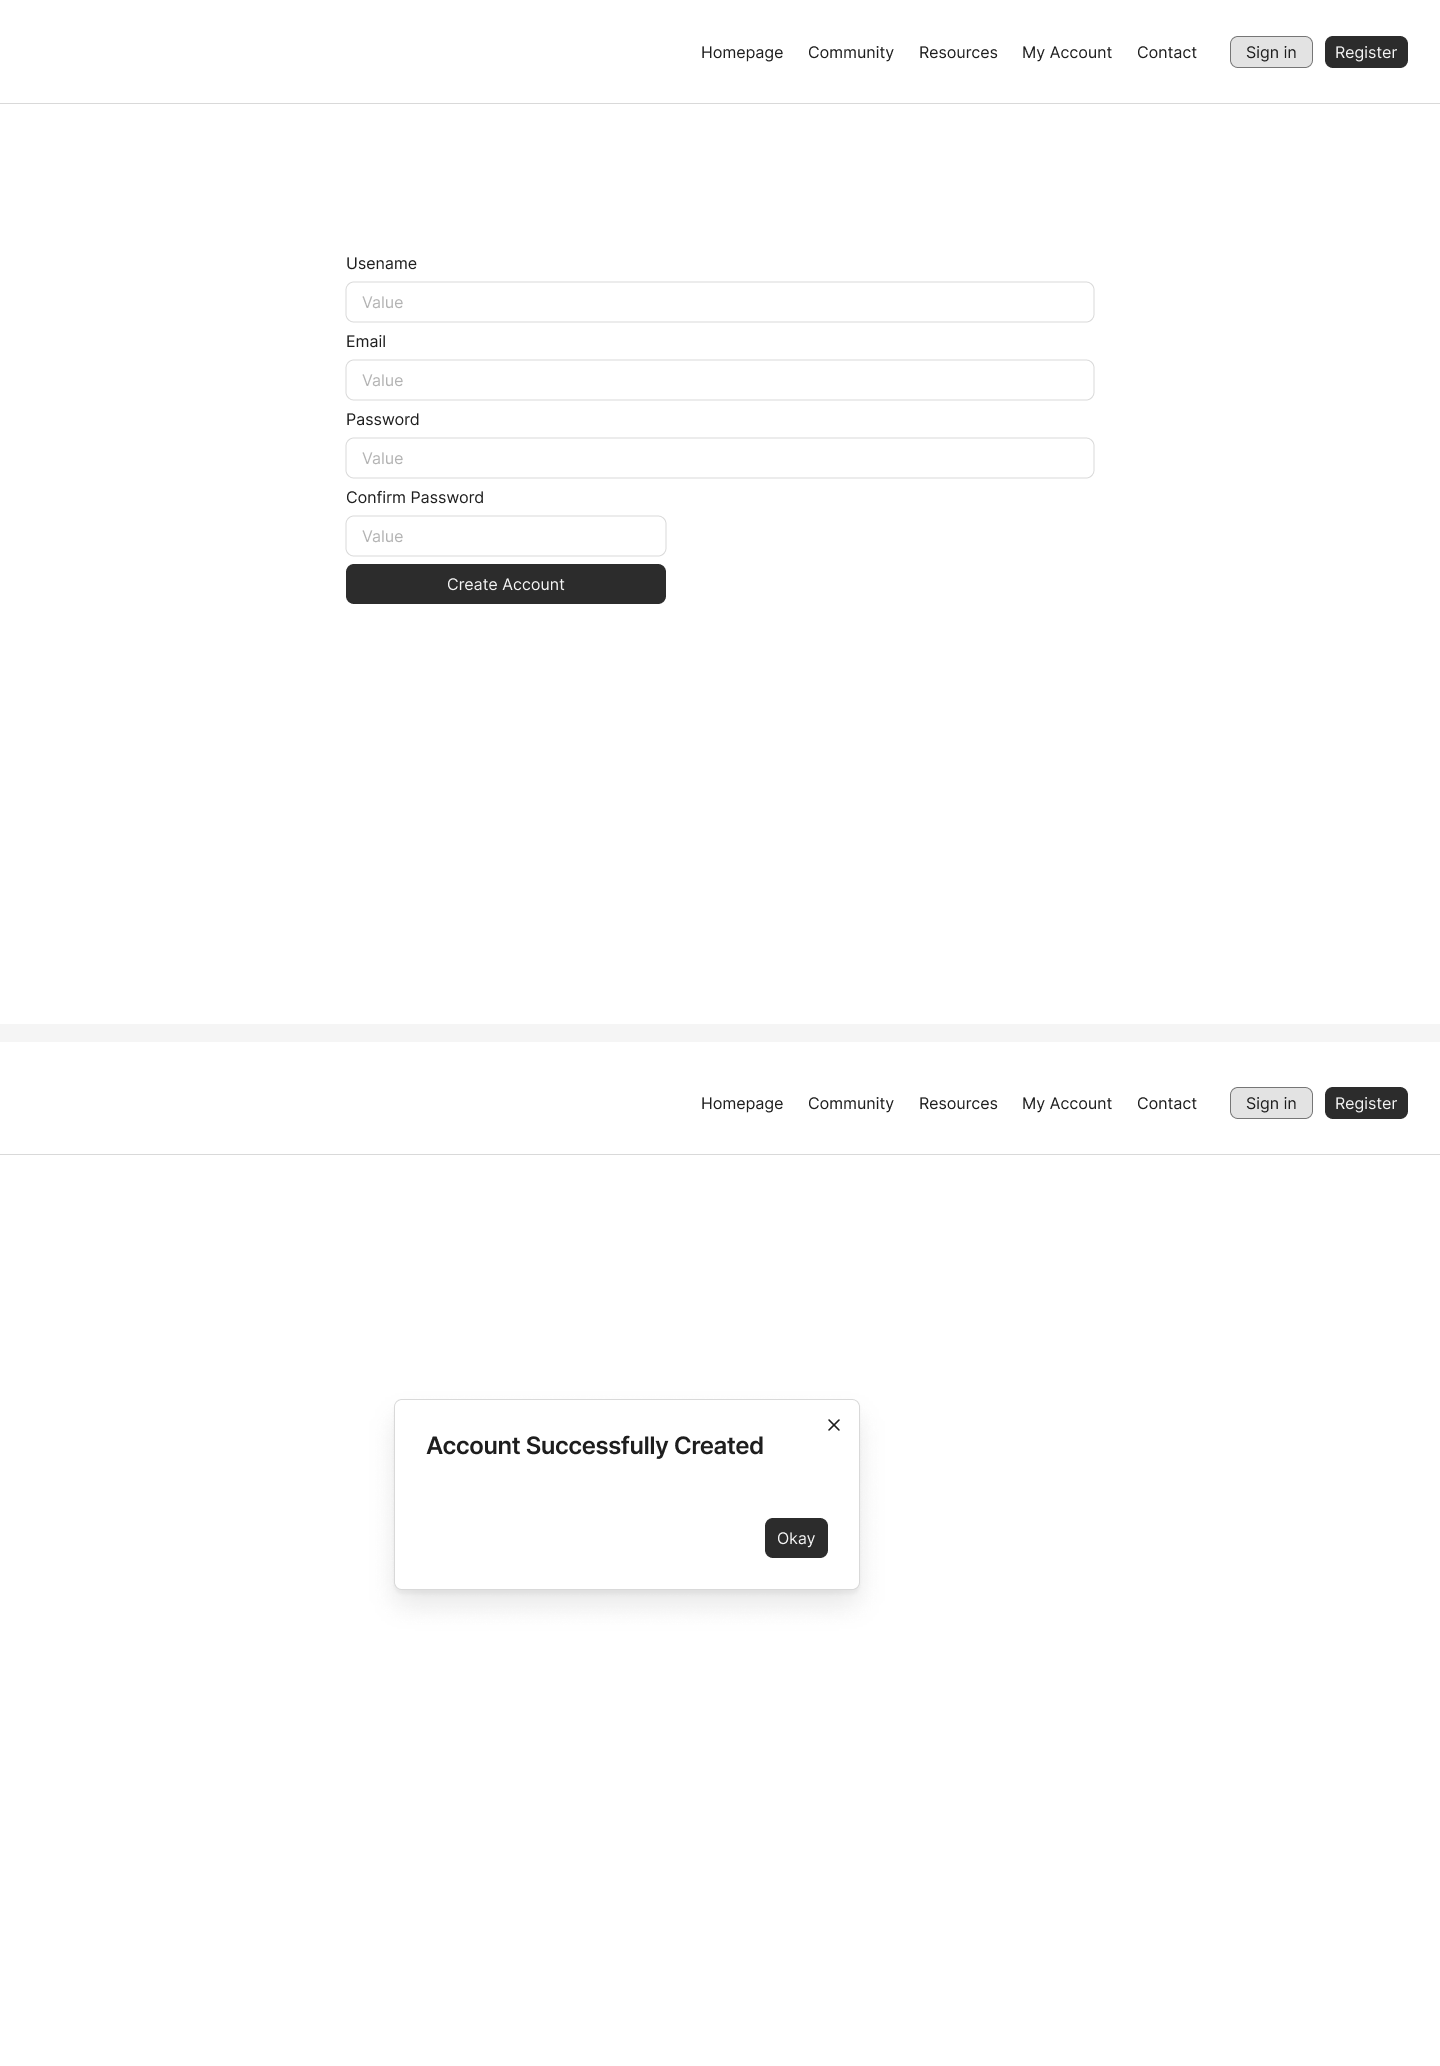 Homepage Community Resources My Account Contact Sign in Register
Usename
Value
Email
Value
Password
Value
Confirm Password
Value
Create Account
Homepage Community Resources My Account Contact Sign in Register
Account Successfully Created
Okay